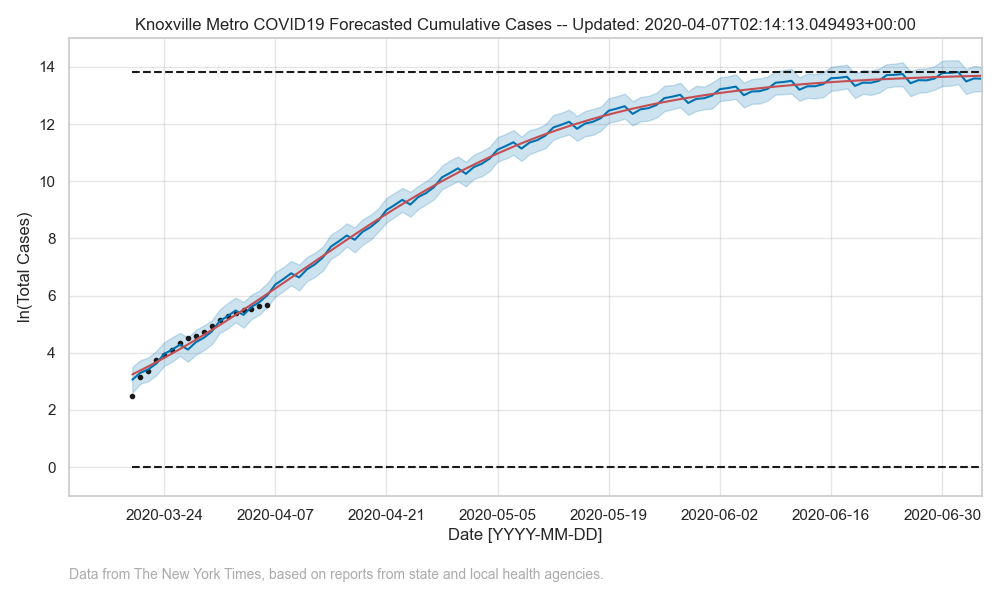 Knoxville Metro COVID19 Forecasted Cumulative Cases -- Updated: 2020-04-07T02:14:13.049493+00:00
ln(Total Cases)
14
12
10
8
6
4
2
0
2020-03-24 2020-04-07 2020-04-21 2020-05-05 2020-05-19 2020-06-02 2020-06-16 2020-06-30
Date [YYYY-MM-DD]
Data from The New York Times, based on reports from state and local health agencies.